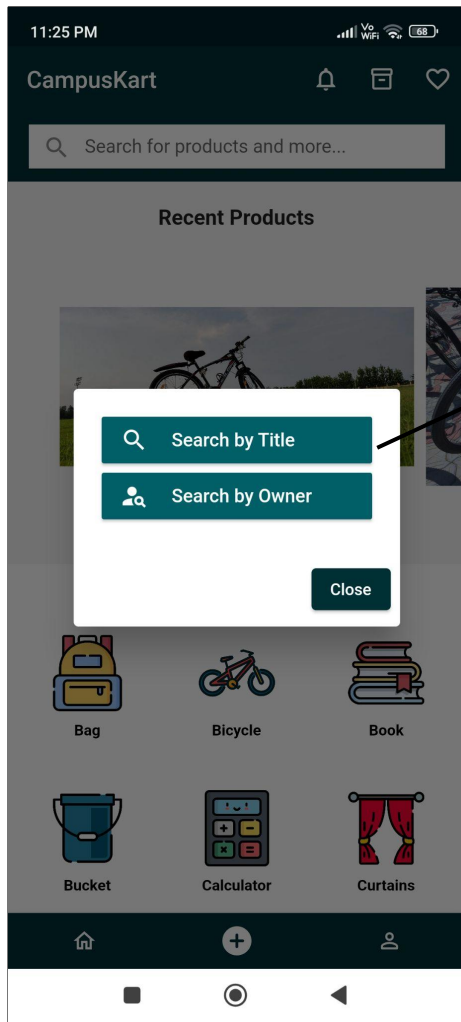 11:25 PM Vo WiFi 68
CampusKart
Search for products and more...
Recent Products
Search by Title
Search by Owner
Close
Bag Bicycle Book
Bucket Calculator Curtains